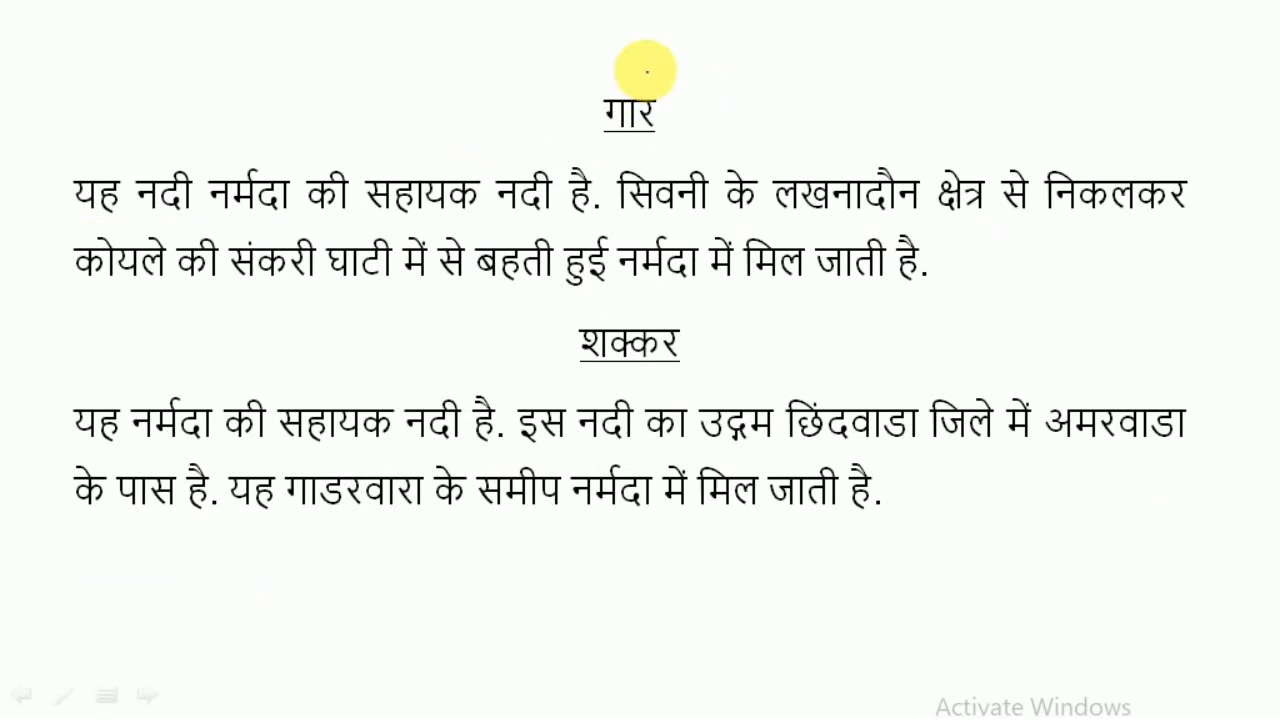 गार
यह नदी नर्मदा की सहायक नदी है. सिवनी के लखनादौन क्षेत्र से निकलकर
कोयले की संकरी घाटी में से बहती हुई नर्मदा में मिल जाती है.
शक्कर
यह नर्मदा की सहायक नदी है. इस नदी का उद्गम छिंदवाडा जिले में अमरवाडा
के पास है. यह गाडरवारा के समीप नर्मदा में मिल जाती है.
Activate Windows